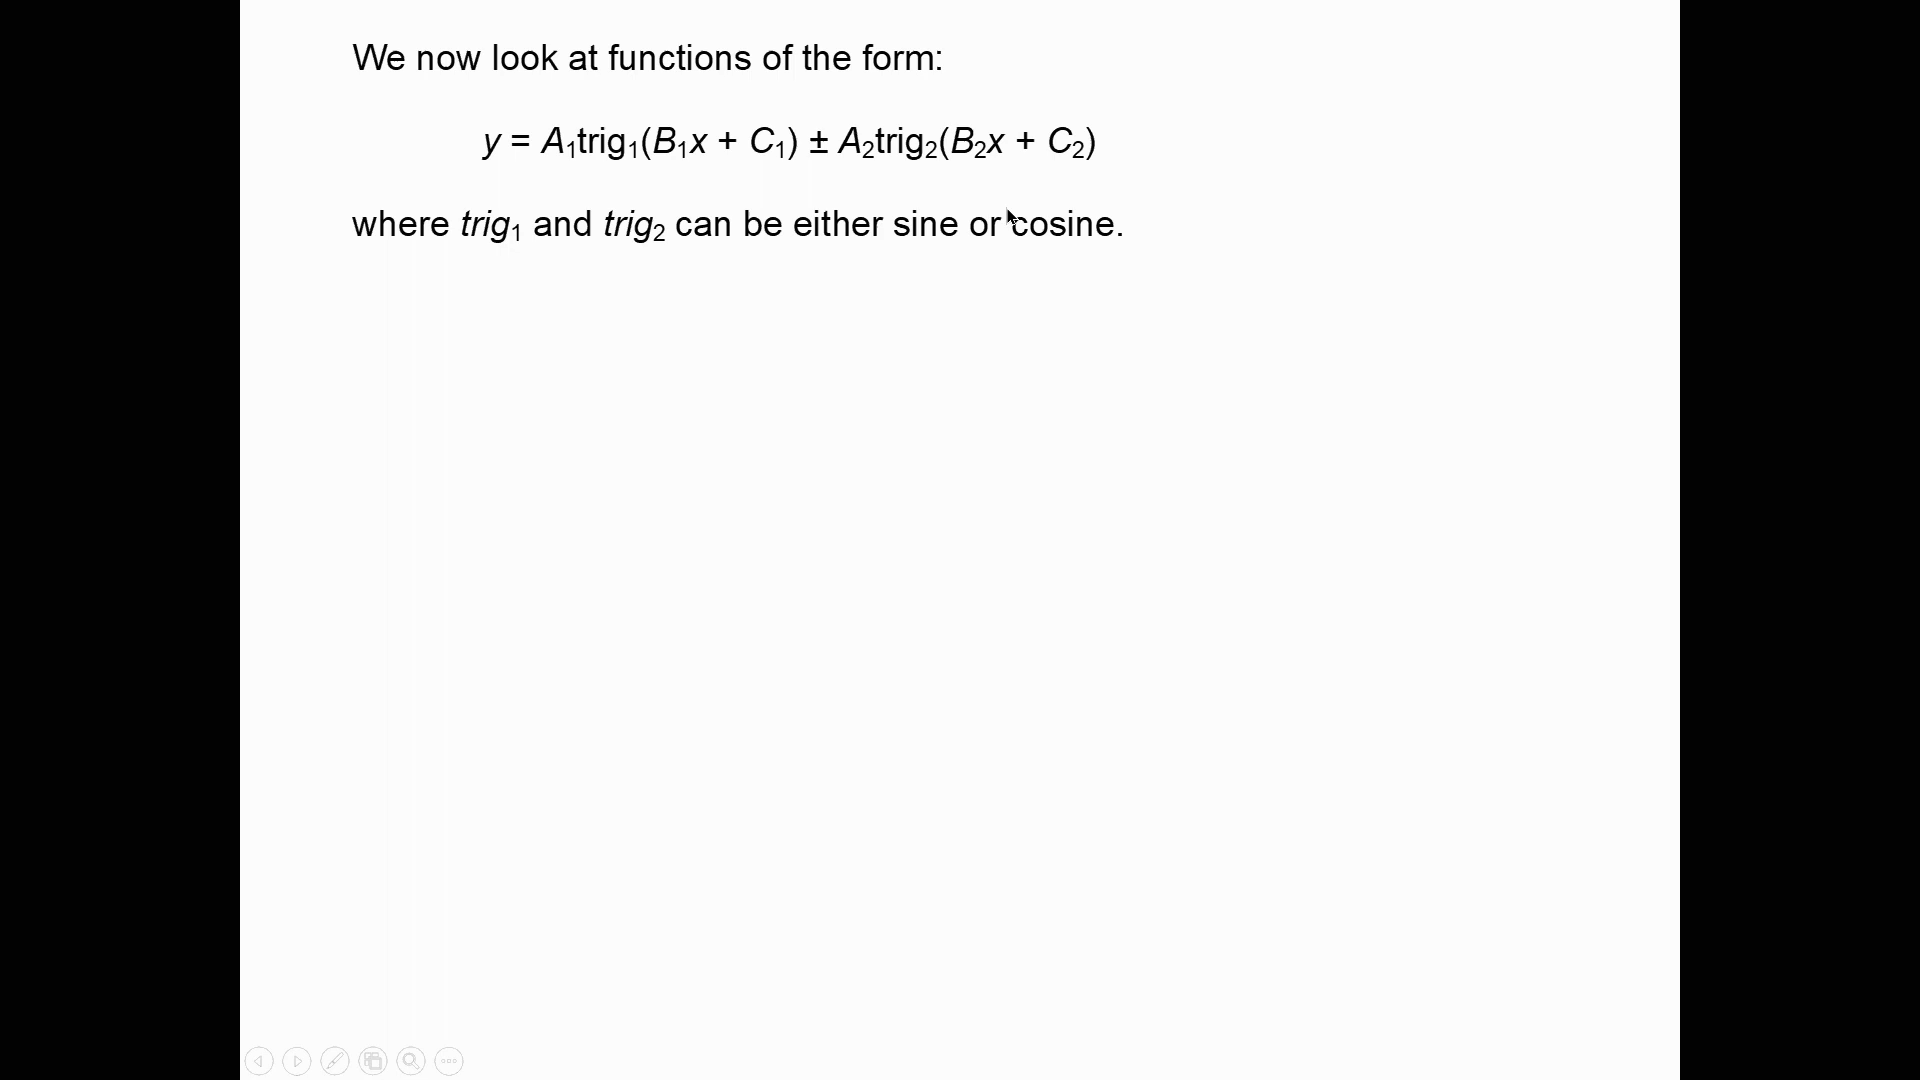 We now look at functions of the form:
y = A₁trig₁(B₁x + C₁) ± A₂trig₂(B₂x + C₂)
where trig₁ and trig₂ can be either sine or cosine.